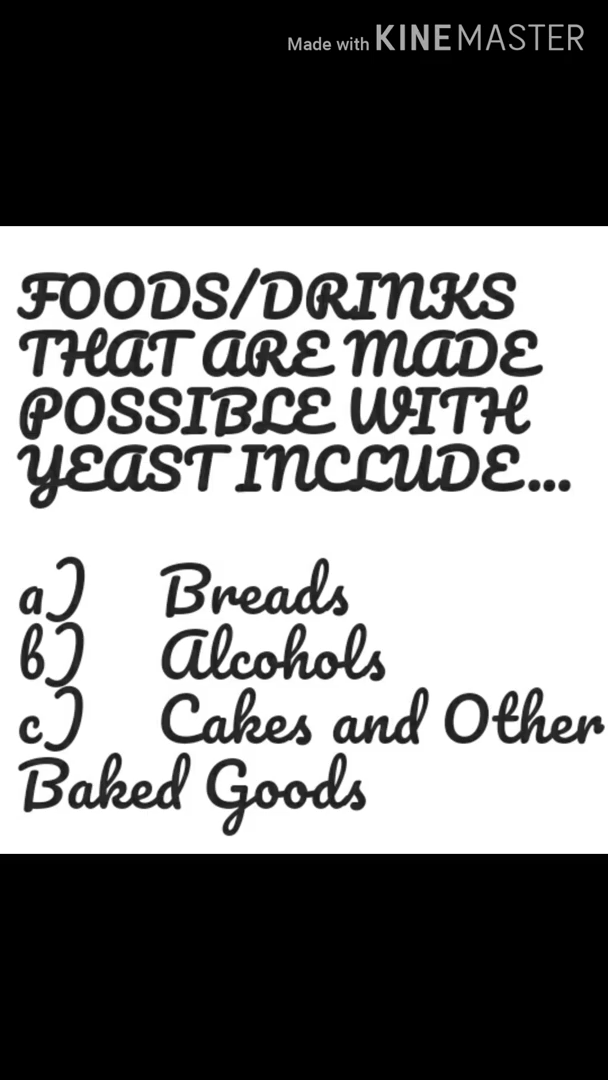 Made with KINEMASTER
FOODS/DRINKS
THAT ARE MADE
POSSIBLE WITH
YEAST INCLUDE...
a) Breads
b) Alcohols
c) Cakes and Other
Baked Goods